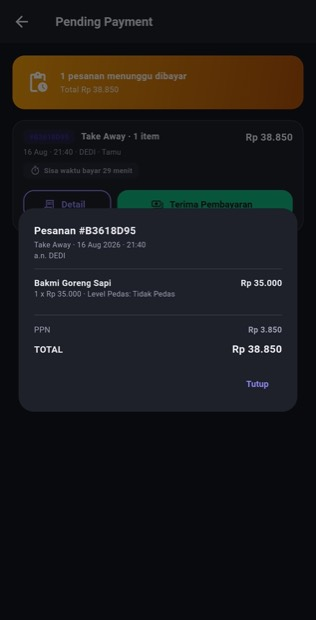 Pending Payment
1 pesanan menunggu dibayar
Total Rp 38.850
Take Away · 1 item
Rp 38.850
16 Aug · 21:40 · DEDI · Tamu
Sisa waktu bayar 29 menit
Detail
Terima Pembayaran
Pesanan #B3618D95
Take Away · 16 Aug 2026 · 21:40
a.n. DEDI
Bakmi Goreng Sapi
Rp 35.000
1 x Rp 35.000 · Level Pedas: Tidak Pedas
PPN
Rp 3.850
TOTAL
Rp 38.850
Tutup